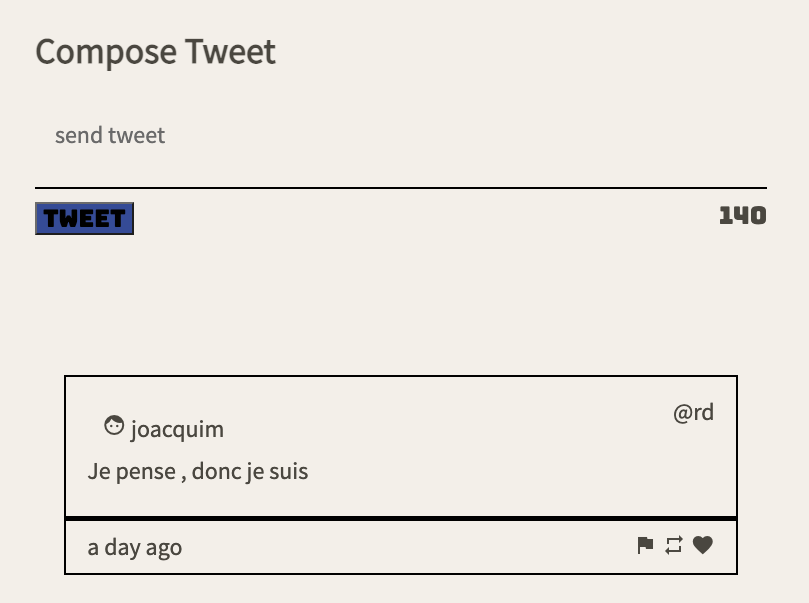 Compose Tweet
send tweet
TWEET 140
joacquim @rd
Je pense , donc je suis
a day ago